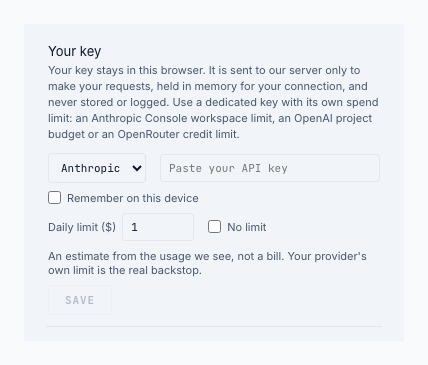 Your key
Your key stays in this browser. It is sent to our server only to
make your requests, held in memory for your connection, and
never stored or logged. Use a dedicated key with its own spend
limit: an Anthropic Console workspace limit, an OpenAI project
budget or an OpenRouter credit limit.
Anthropic Paste your API key
Remember on this device
Daily limit ($) 1 No limit
An estimate from the usage we see, not a bill. Your provider's
own limit is the real backstop.
SAVE